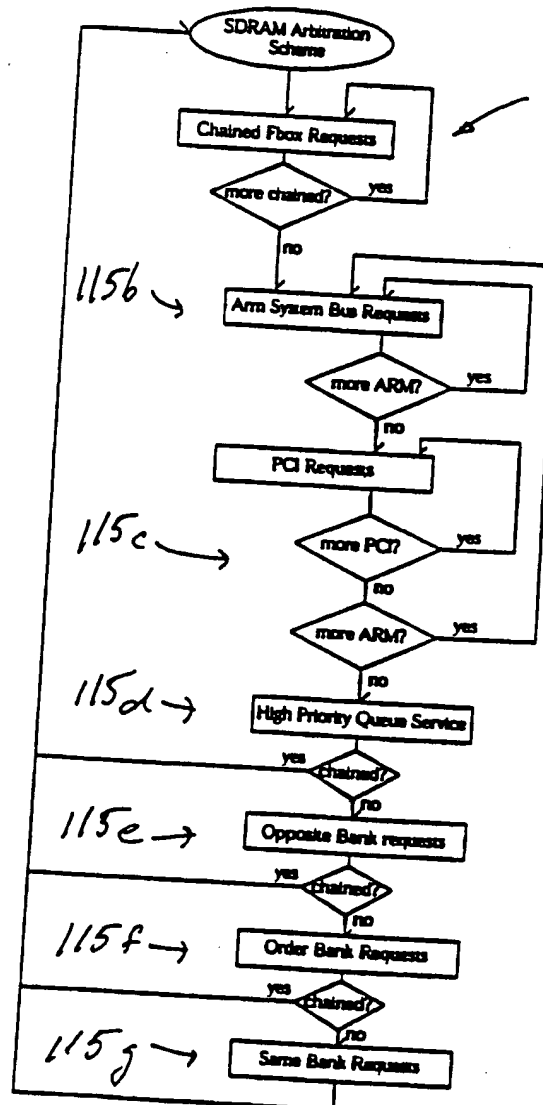 SDRAM Arbitration
Scheme
Chained Fbox Requests
more chained?
yes
no
115b
Arm System Bus Requests
more ARM?
yes
no
PCI Requests
115c
more PCI?
yes
no
more ARM?
yes
no
115d
High Priority Queue Service
yes
chained?
no
115e
Opposite Bank requests
yes
chained?
no
115f
Order Bank Requests
yes
chained?
no
115g
Same Bank Requests